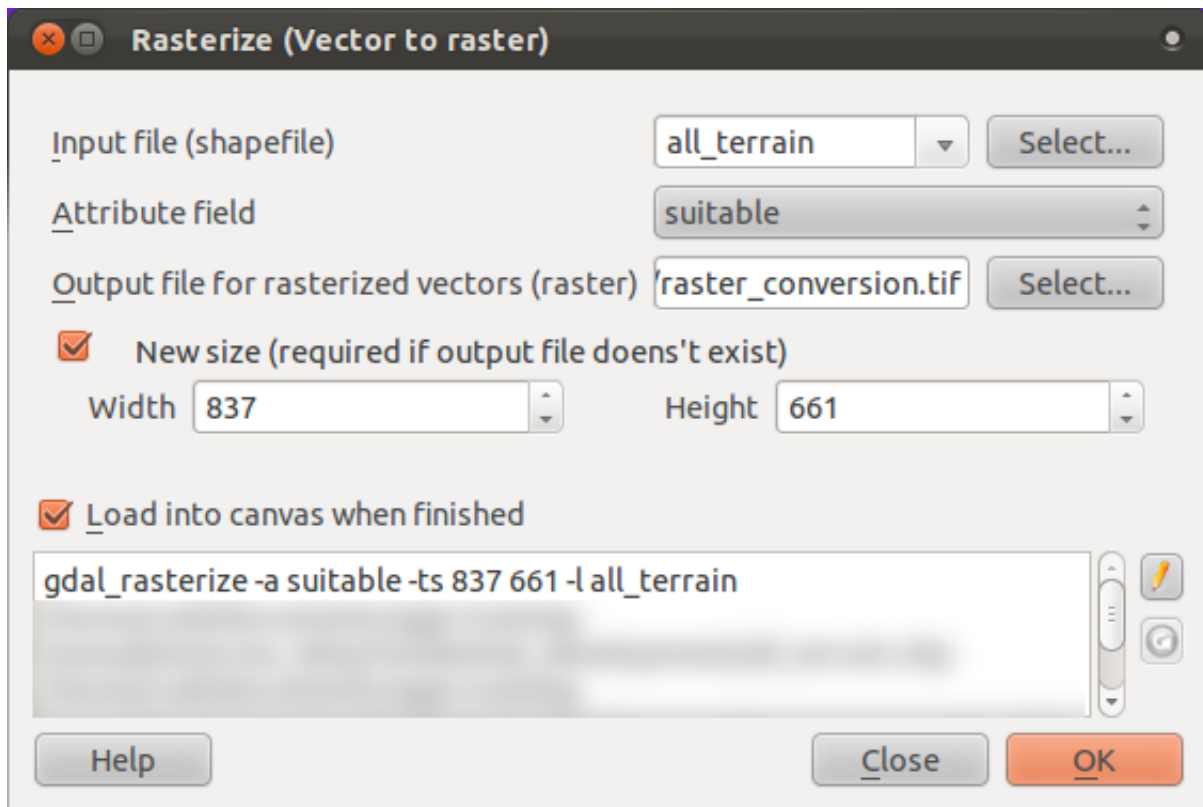 Rasterize (Vector to raster)
Input file (shapefile)
all_terrain
Select...
Attribute field
suitable
Output file for rasterized vectors (raster)
/raster_conversion.tif
Select...
New size (required if output file doens't exist)
Width
837
Height
661
Load into canvas when finished
gdal_rasterize -a suitable -ts 837 661 -l all_terrain
Help
Close
OK